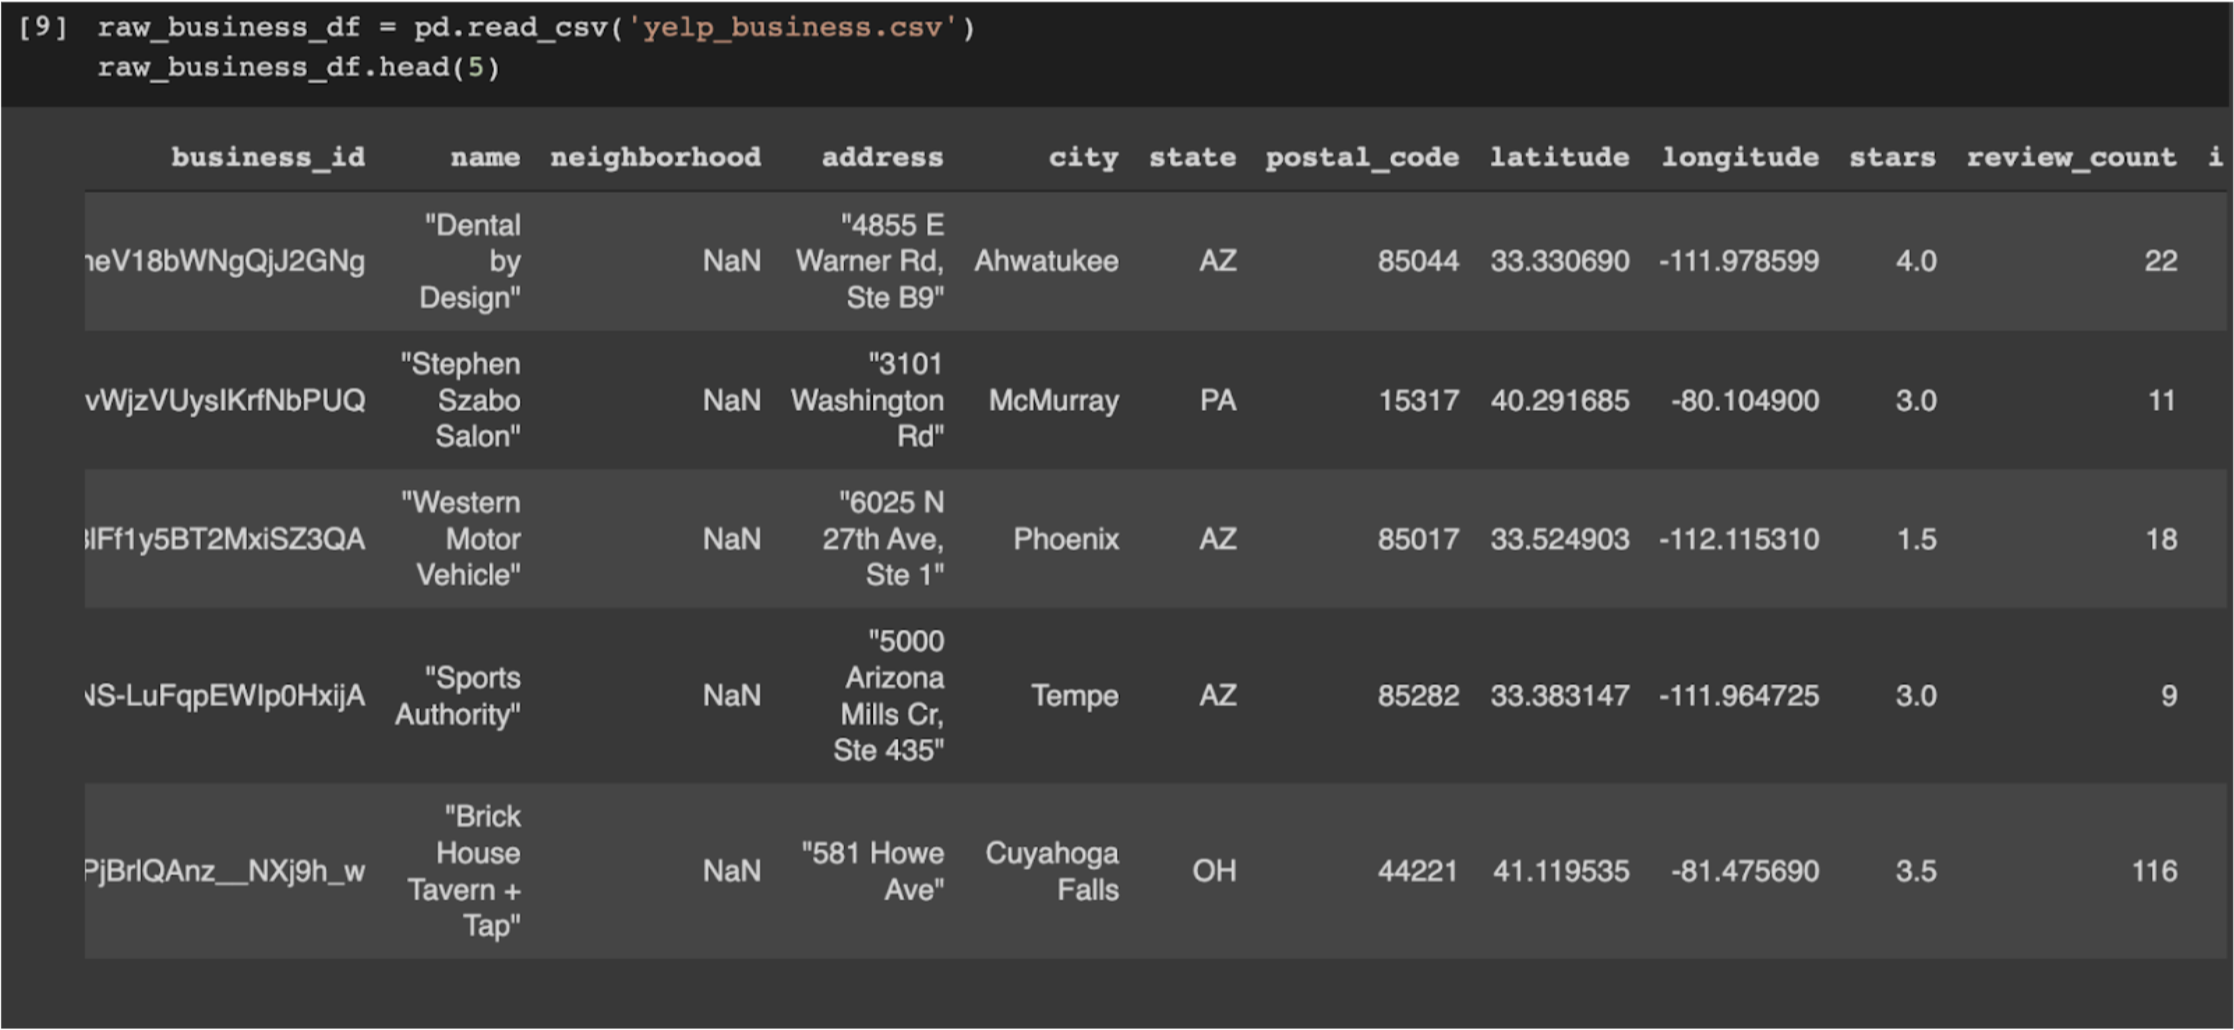 [9] raw_business_df = pd.read_csv('yelp_business.csv')
raw_business_df.head(5)
business_id name neighborhood address city state postal_code latitude longitude stars review_count i
"Dental "4855 E
neV18bWNgQjJ2GNg by NaN Warner Rd, Ahwatukee AZ 85044 33.330690 -111.978599 4.0 22
Design" Ste B9"
"Stephen "3101
vWjzVUysIKrfNbPUQ Szabo NaN Washington McMurray PA 15317 40.291685 -80.104900 3.0 11
Salon" Rd"
"Western "6025 N
IFf1y5BT2MxiSZ3QA Motor NaN 27th Ave, Phoenix AZ 85017 33.524903 -112.115310 1.5 18
Vehicle" Ste 1"
"5000
"Sports Arizona
NS-LuFqpEWIp0HxijA NaN Tempe AZ 85282 33.383147 -111.964725 3.0 9
Authority" Mills Cr,
Ste 435"
"Brick
House "581 Howe Cuyahoga
PjBrIQAnz__NXj9h_w NaN OH 44221 41.119535 -81.475690 3.5 116
Tavern + Ave" Falls
Tap"